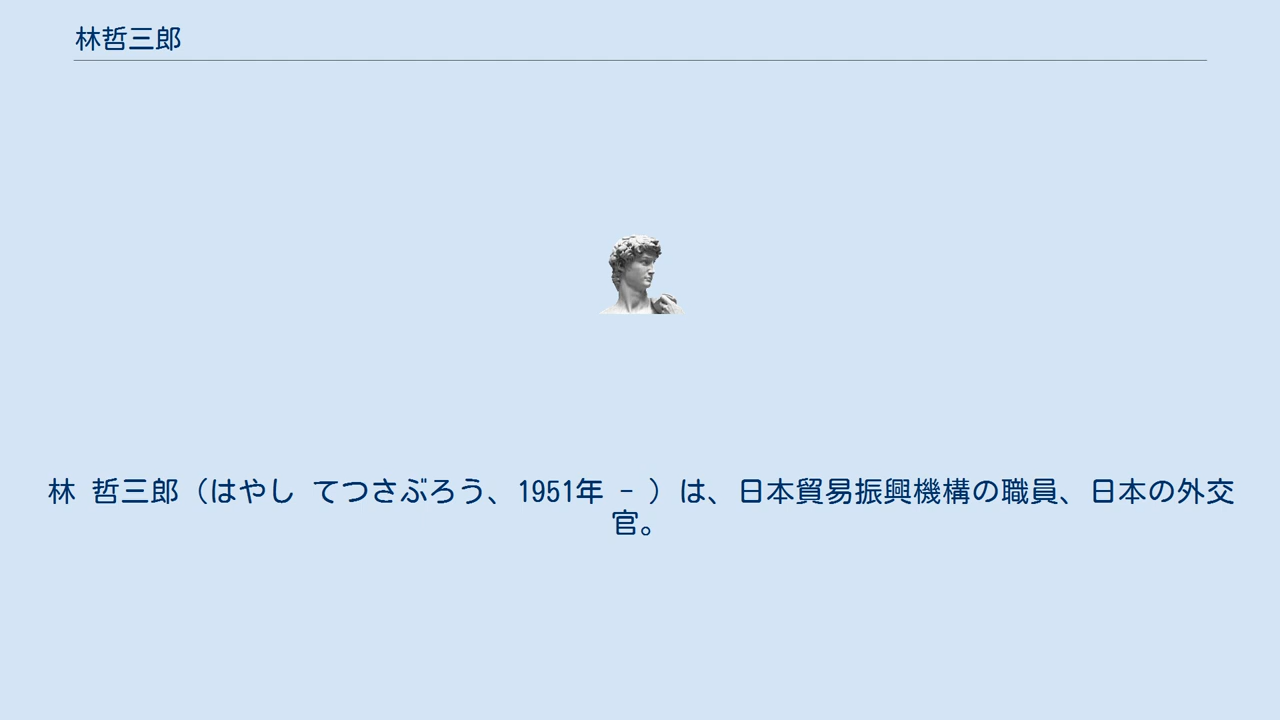 林哲三郎
林 哲三郎（はやし てつさぶろう、1951年 - ）は、日本貿易振興機構の職員、日本の外交
官。